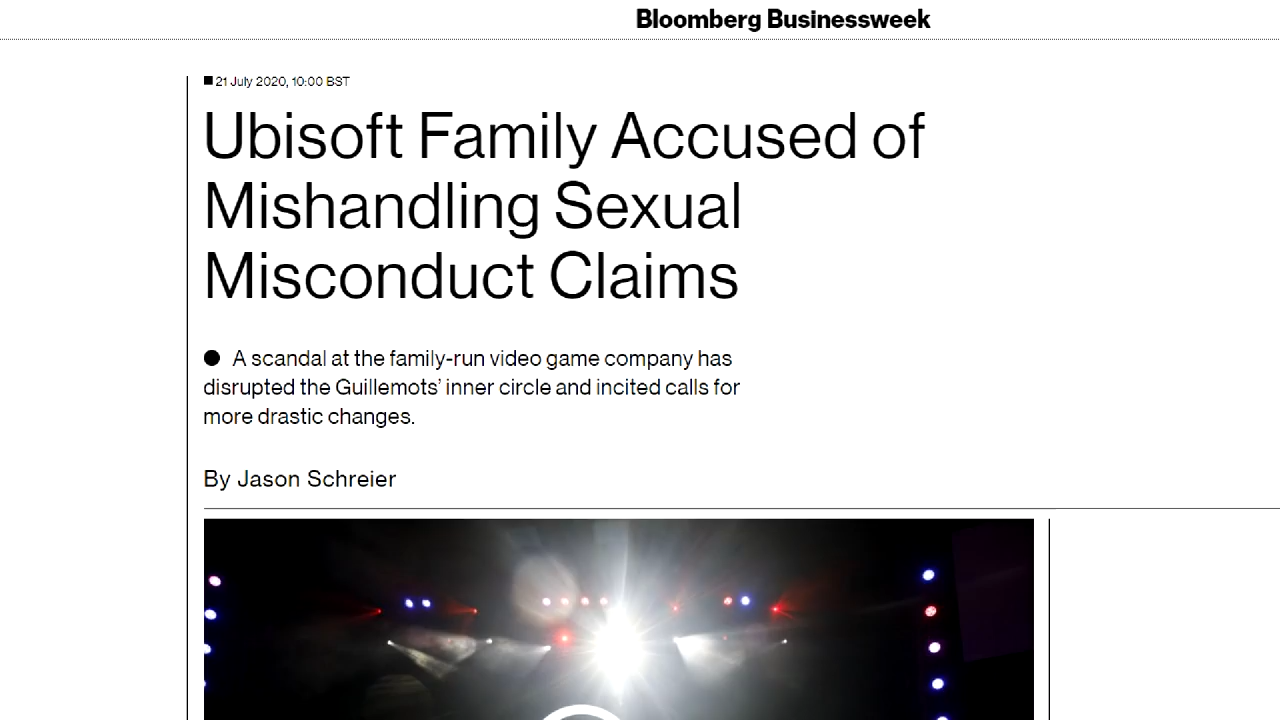 Bloomberg Businessweek
21 July 2020, 10:00 BST
Ubisoft Family Accused of
Mishandling Sexual
Misconduct Claims
A scandal at the family-run video game company has
disrupted the Guillemots’ inner circle and incited calls for
more drastic changes.
By Jason Schreier